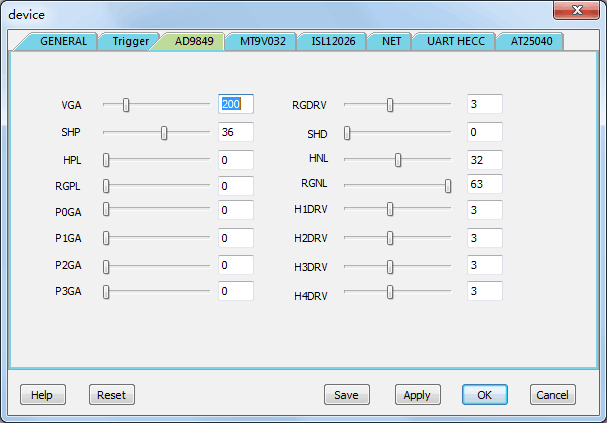 device
GENERAL Trigger AD9849 MT9V032 ISL12026 NET UART HECC AT25040
VGA 200 RGDRV 3
SHP 36 SHD 0
HPL 0 HNL 32
RGPL 0 RGNL 63
P0GA 0 H1DRV 3
P1GA 0 H2DRV 3
P2GA 0 H3DRV 3
P3GA 0 H4DRV 3
Help Reset Save Apply OK Cancel